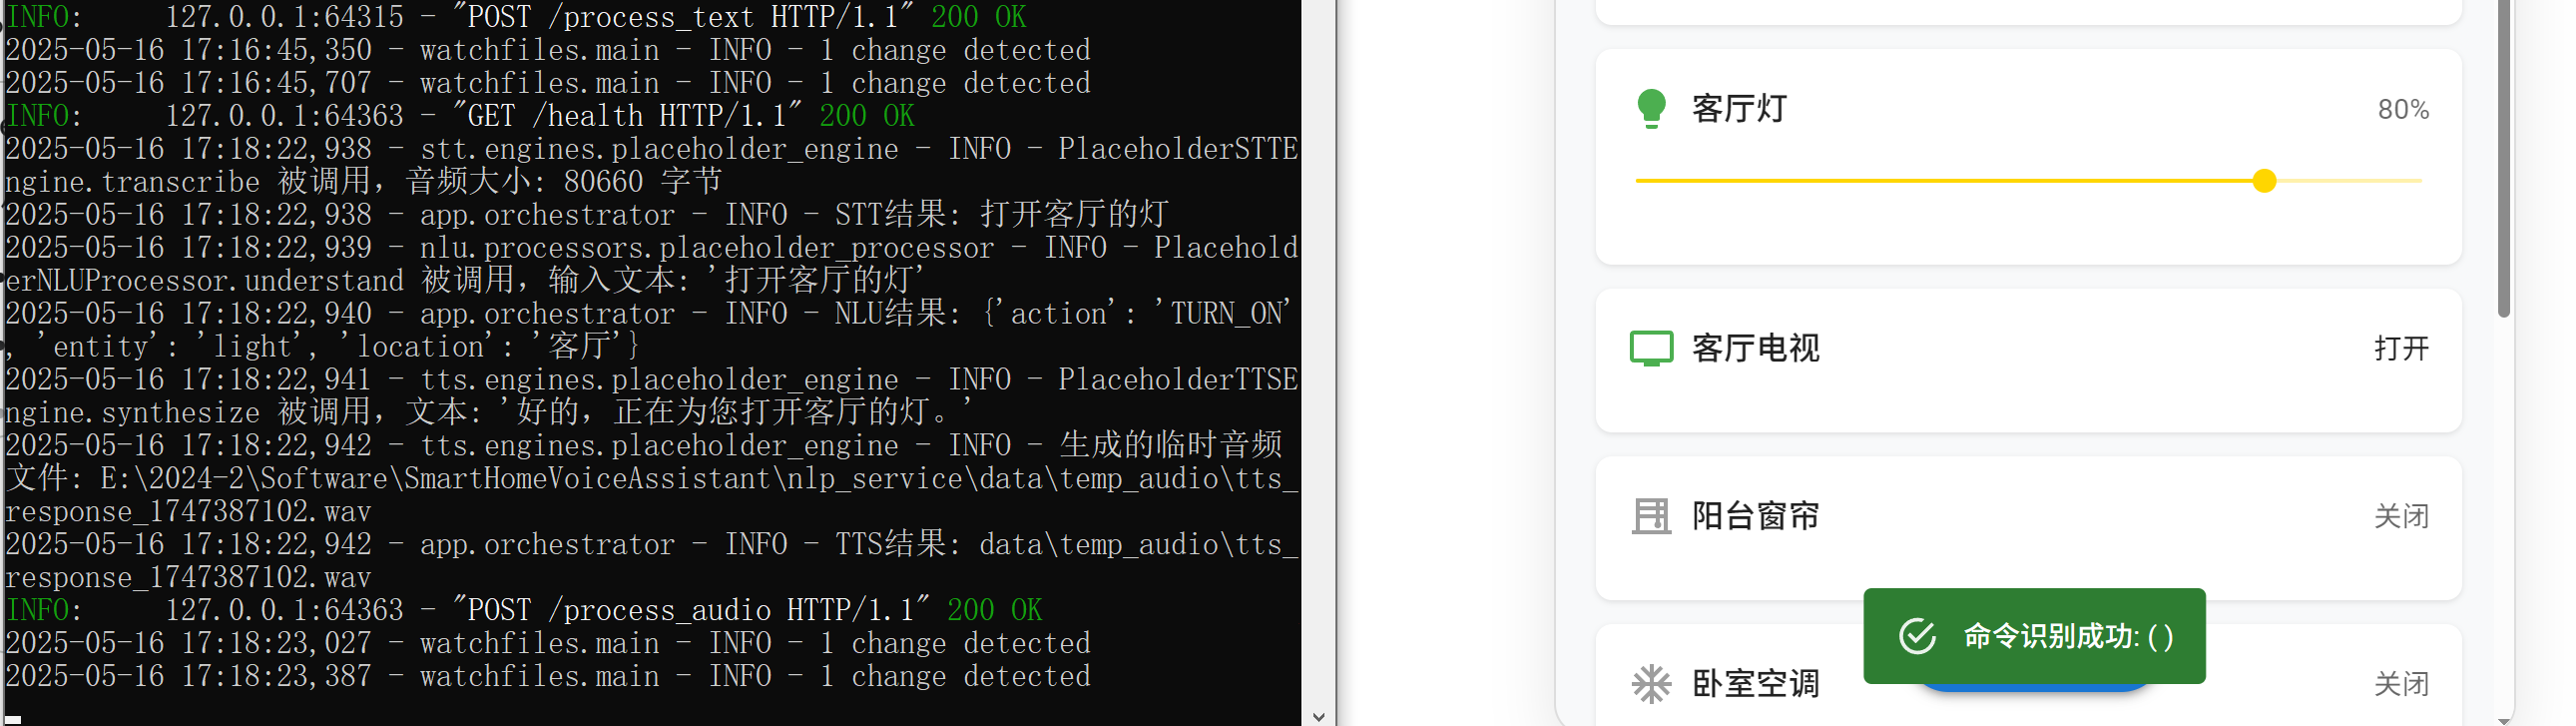 INFO:     127.0.0.1:64315 - "POST /process_text HTTP/1.1" 200 OK
2025-05-16 17:16:45,350 - watchfiles.main - INFO - 1 change detected
2025-05-16 17:16:45,707 - watchfiles.main - INFO - 1 change detected
INFO:     127.0.0.1:64363 - "GET /health HTTP/1.1" 200 OK
2025-05-16 17:18:22,938 - stt.engines.placeholder_engine - INFO - PlaceholderSTTE
ngine.transcribe 被调用，音频大小: 80660 字节
2025-05-16 17:18:22,938 - app.orchestrator - INFO - STT结果: 打开客厅的灯
2025-05-16 17:18:22,939 - nlu.processors.placeholder_processor - INFO - Placehold
erNLUProcessor.understand 被调用，输入文本: '打开客厅的灯'
2025-05-16 17:18:22,940 - app.orchestrator - INFO - NLU结果: {'action': 'TURN_ON'
, 'entity': 'light', 'location': '客厅'}
2025-05-16 17:18:22,941 - tts.engines.placeholder_engine - INFO - PlaceholderTTSE
ngine.synthesize 被调用，文本: '好的，正在为您打开客厅的灯。'
2025-05-16 17:18:22,942 - tts.engines.placeholder_engine - INFO - 生成的临时音频
文件: E:\2024-2\Software\SmartHomeVoiceAssistant\nlp_service\data\temp_audio\tts_
response_1747387102.wav
2025-05-16 17:18:22,942 - app.orchestrator - INFO - TTS结果: data\temp_audio\tts_
response_1747387102.wav
INFO:     127.0.0.1:64363 - "POST /process_audio HTTP/1.1" 200 OK
2025-05-16 17:18:23,027 - watchfiles.main - INFO - 1 change detected
2025-05-16 17:18:23,387 - watchfiles.main - INFO - 1 change detected
客厅灯 80%
客厅电视 打开
阳台窗帘 关闭
命令识别成功: ( )
卧室空调 关闭